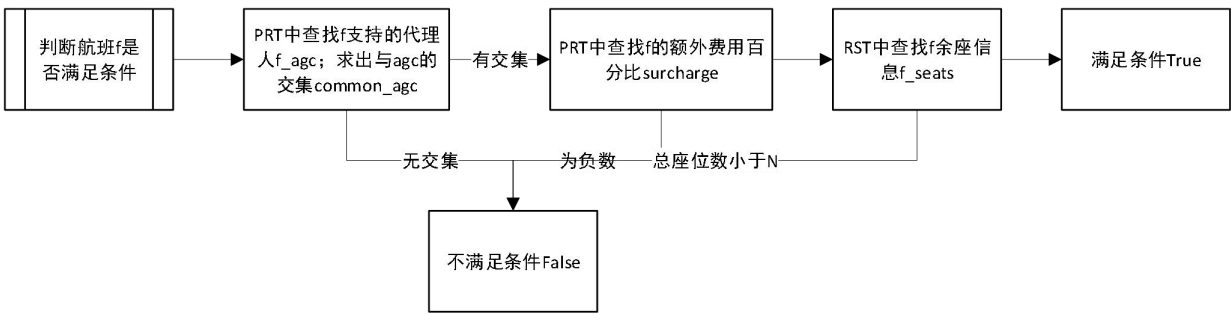 判断航班f是
否满足条件
PRT中查找f支持的代理
人f_agc；求出与agc的
交集common_agc
有交集
PRT中查找f的额外费用百
分比surcharge
RST中查找f余座信
息f_seats
满足条件True
无交集
为负数
总座位数小于N
不满足条件False